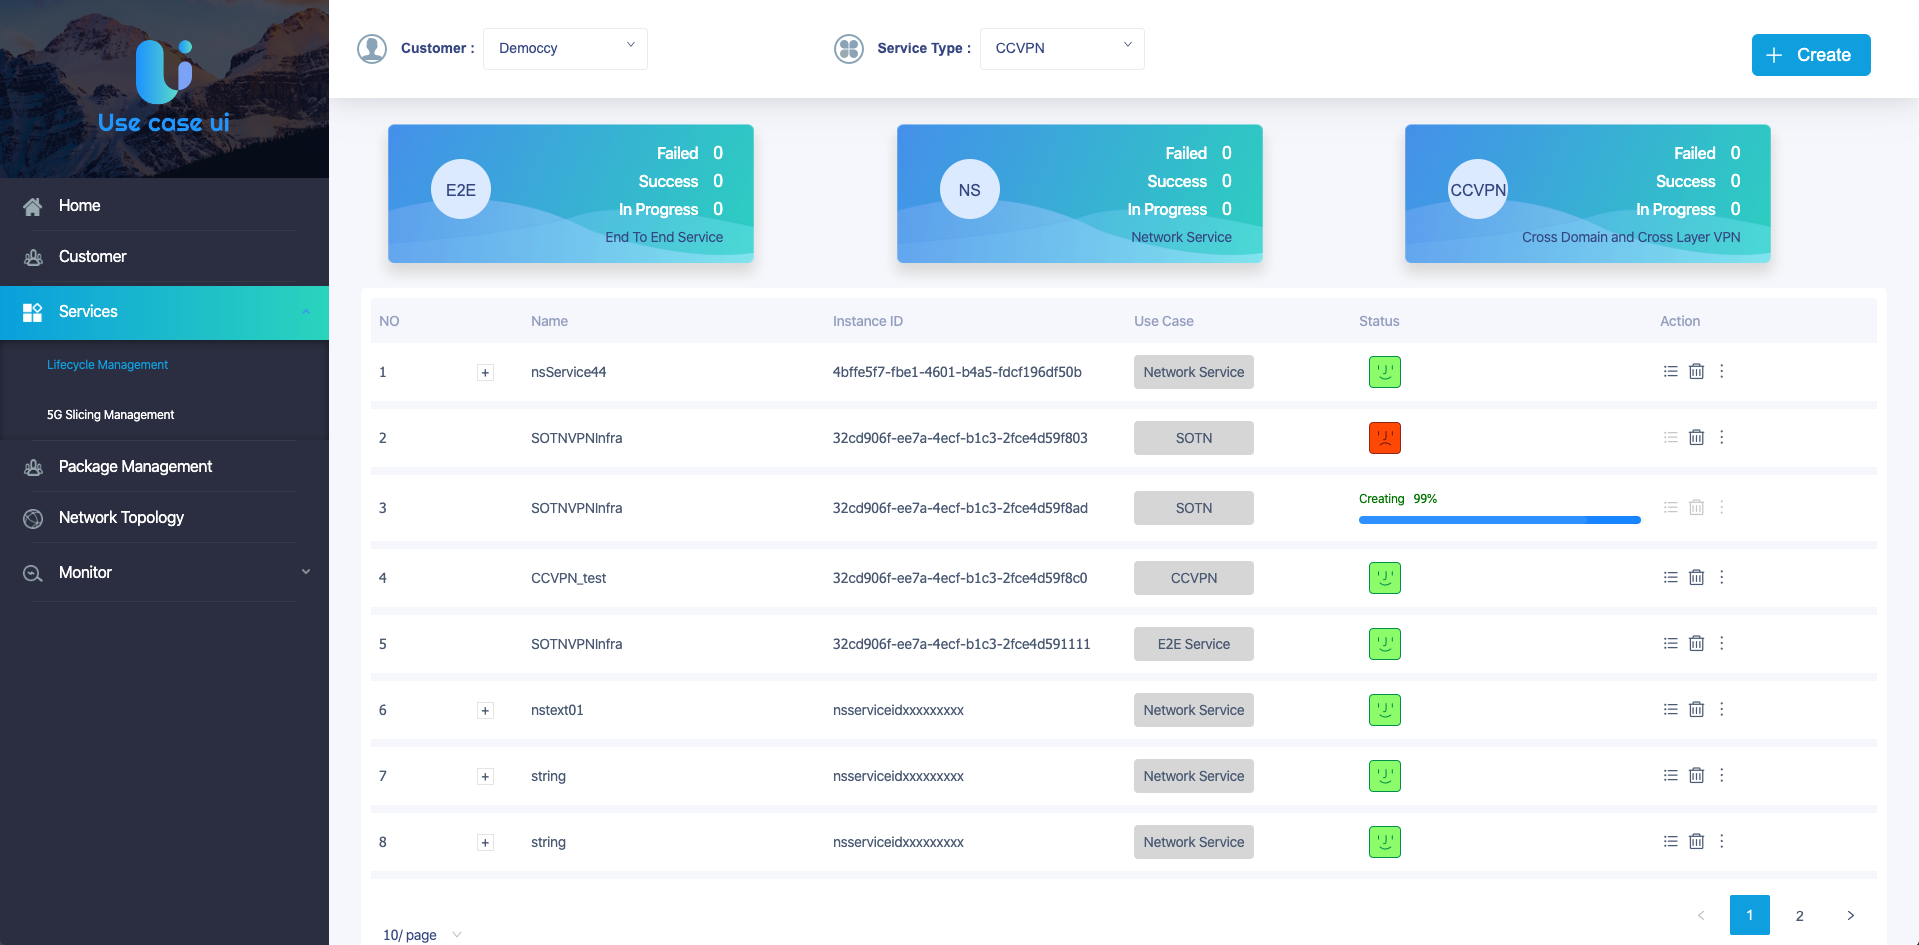 Use case ui
Home
Customer
Services
Lifecycle Management
5G Slicing Management
Package Management
Network Topology
Monitor
Customer : Democcy
Service Type : CCVPN
+ Create
E2E
Failed 0
Success 0
In Progress 0
End To End Service
NS
Failed 0
Success 0
In Progress 0
Network Service
CCVPN
Failed 0
Success 0
In Progress 0
Cross Domain and Cross Layer VPN
NO Name Instance ID Use Case Status Action
1 + nsService44 4bffe5f7-fbe1-4601-b4a5-fdcf196df50b Network Service
2 SOTNVPNInfra 32cd906f-ee7a-4ecf-b1c3-2fce4d59f803 SOTN
3 SOTNVPNInfra 32cd906f-ee7a-4ecf-b1c3-2fce4d59f8ad SOTN Creating 99%
4 CCVPN_test 32cd906f-ee7a-4ecf-b1c3-2fce4d59f8c0 CCVPN
5 SOTNVPNInfra 32cd906f-ee7a-4ecf-b1c3-2fce4d591111 E2E Service
6 + nstext01 nsserviceidxxxxxxxxx Network Service
7 + string nsserviceidxxxxxxxxx Network Service
8 + string nsserviceidxxxxxxxxx Network Service
< 1 2 >
10/ page